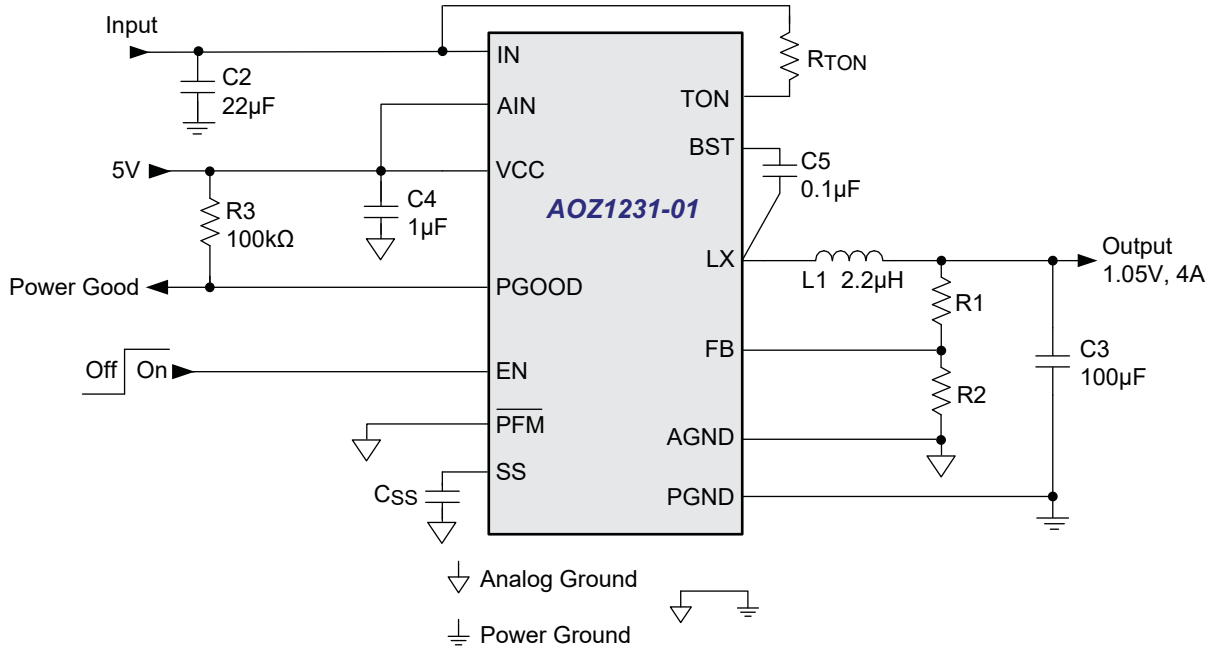 Input
IN
C2
22µF
AIN
5V
VCC
C4
1µF
R3
100kΩ
Power Good
PGOOD
Off
On
EN
PFM
SS
CSS
AOZ1231-01
RTON
TON
BST
C5
0.1µF
LX
L1 2.2µH
Output
1.05V, 4A
R1
FB
C3
100µF
R2
AGND
PGND
Analog Ground
Power Ground